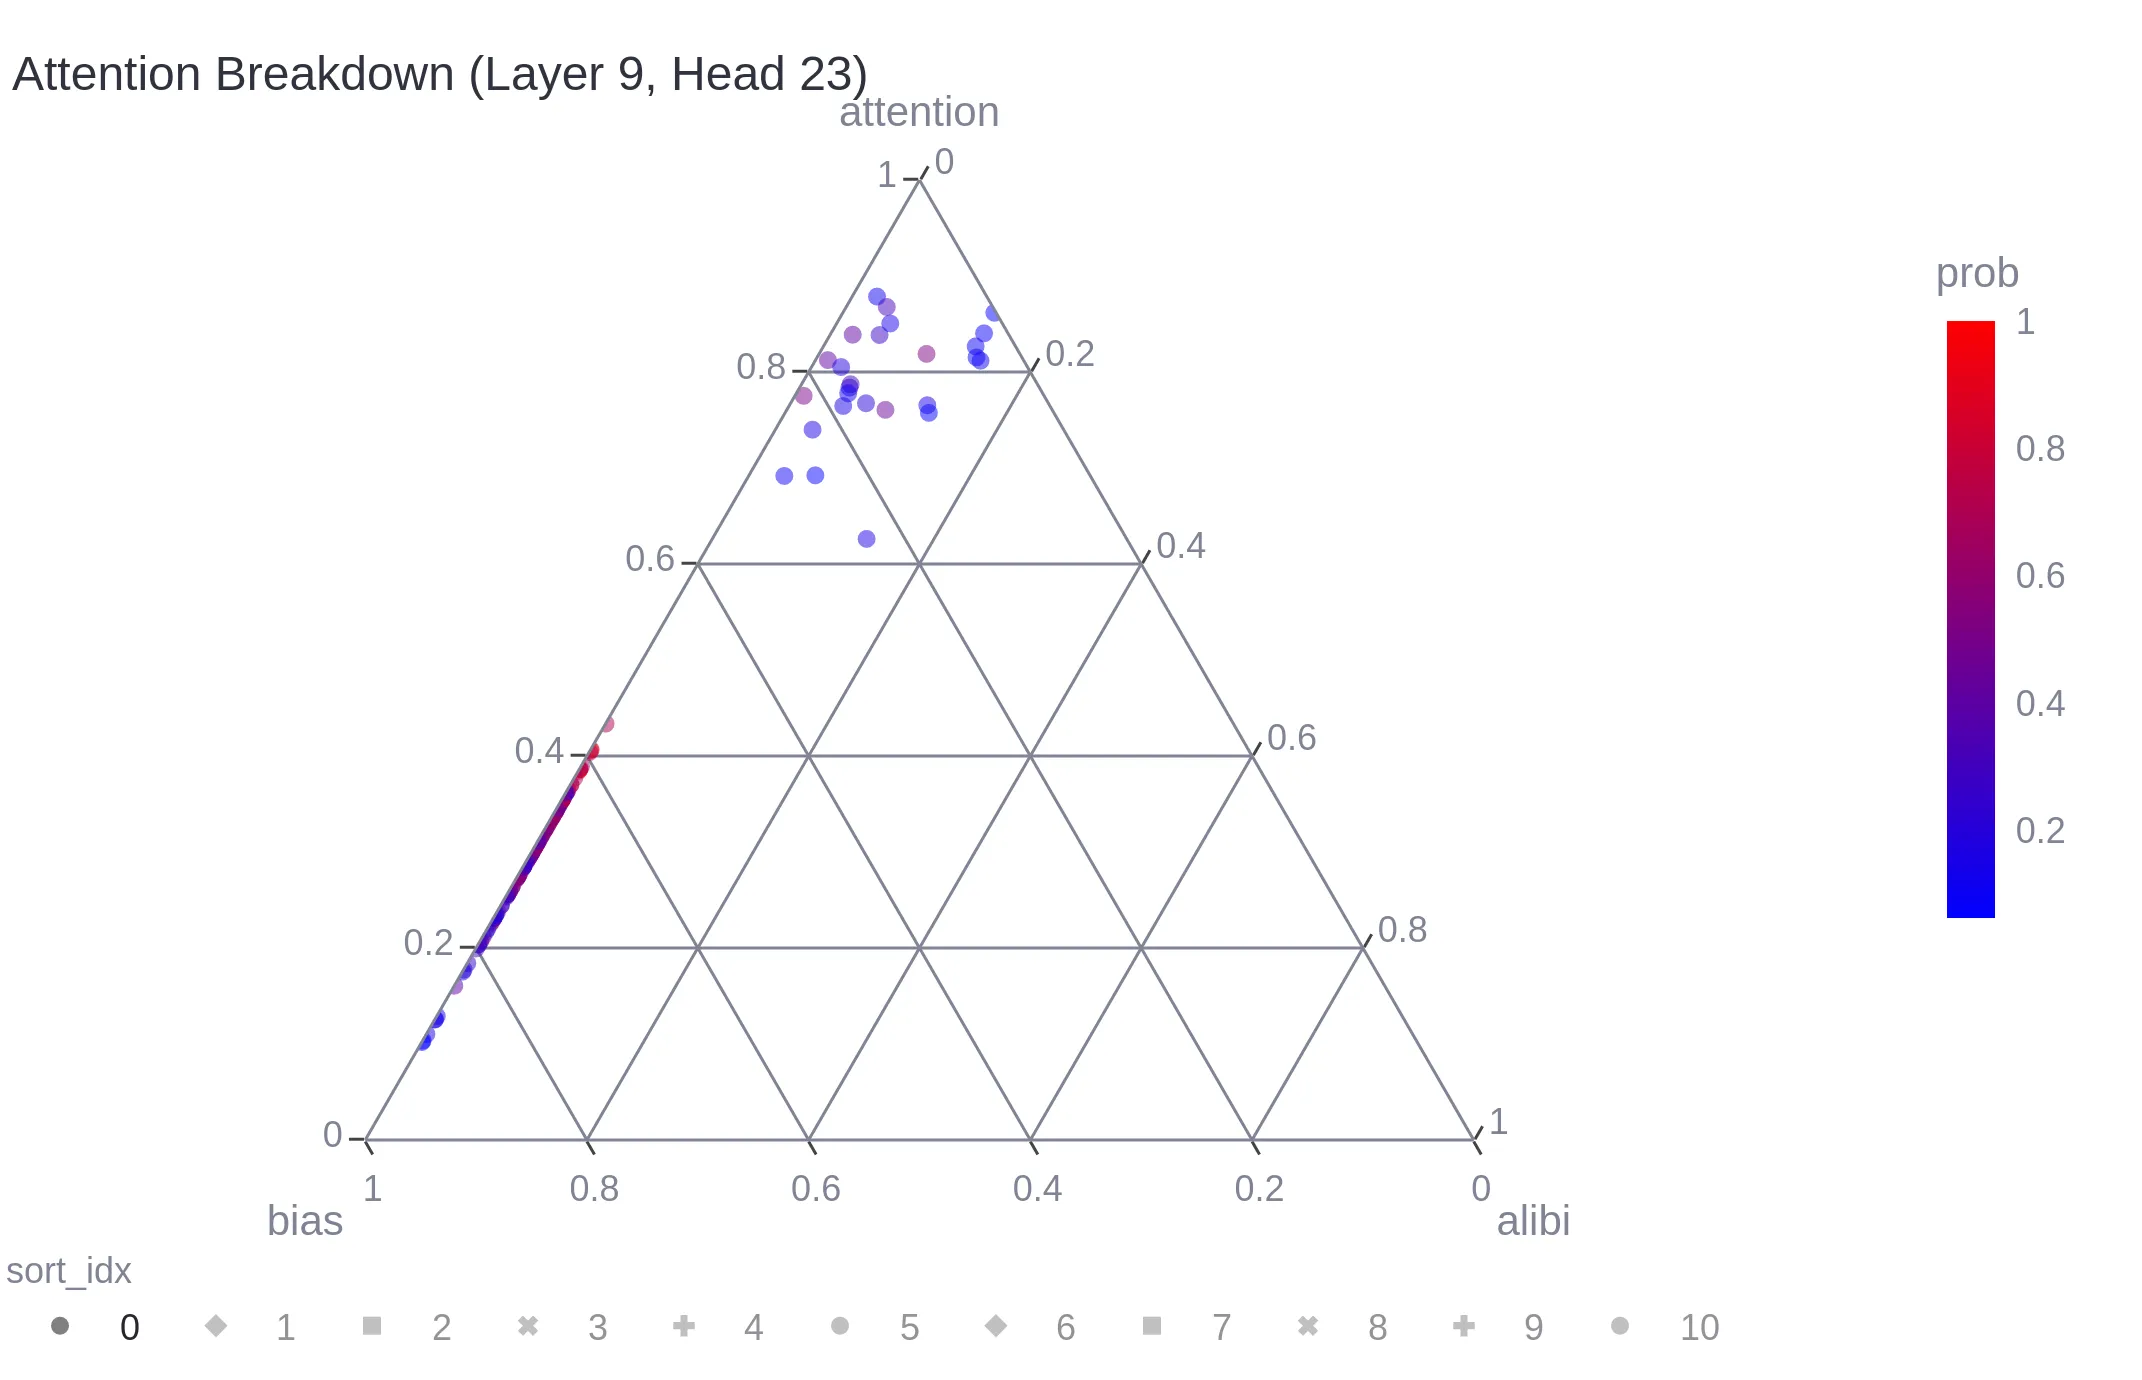 Attention Breakdown (Layer 9, Head 23)
attention
1 0
0.8 0.2
0.6 0.4
0.4 0.6
0.2 0.8
0 1
1 0.8 0.6 0.4 0.2 0
bias alibi
prob
1
0.8
0.6
0.4
0.2
sort_idx
0 1 2 3 4 5 6 7 8 9 10